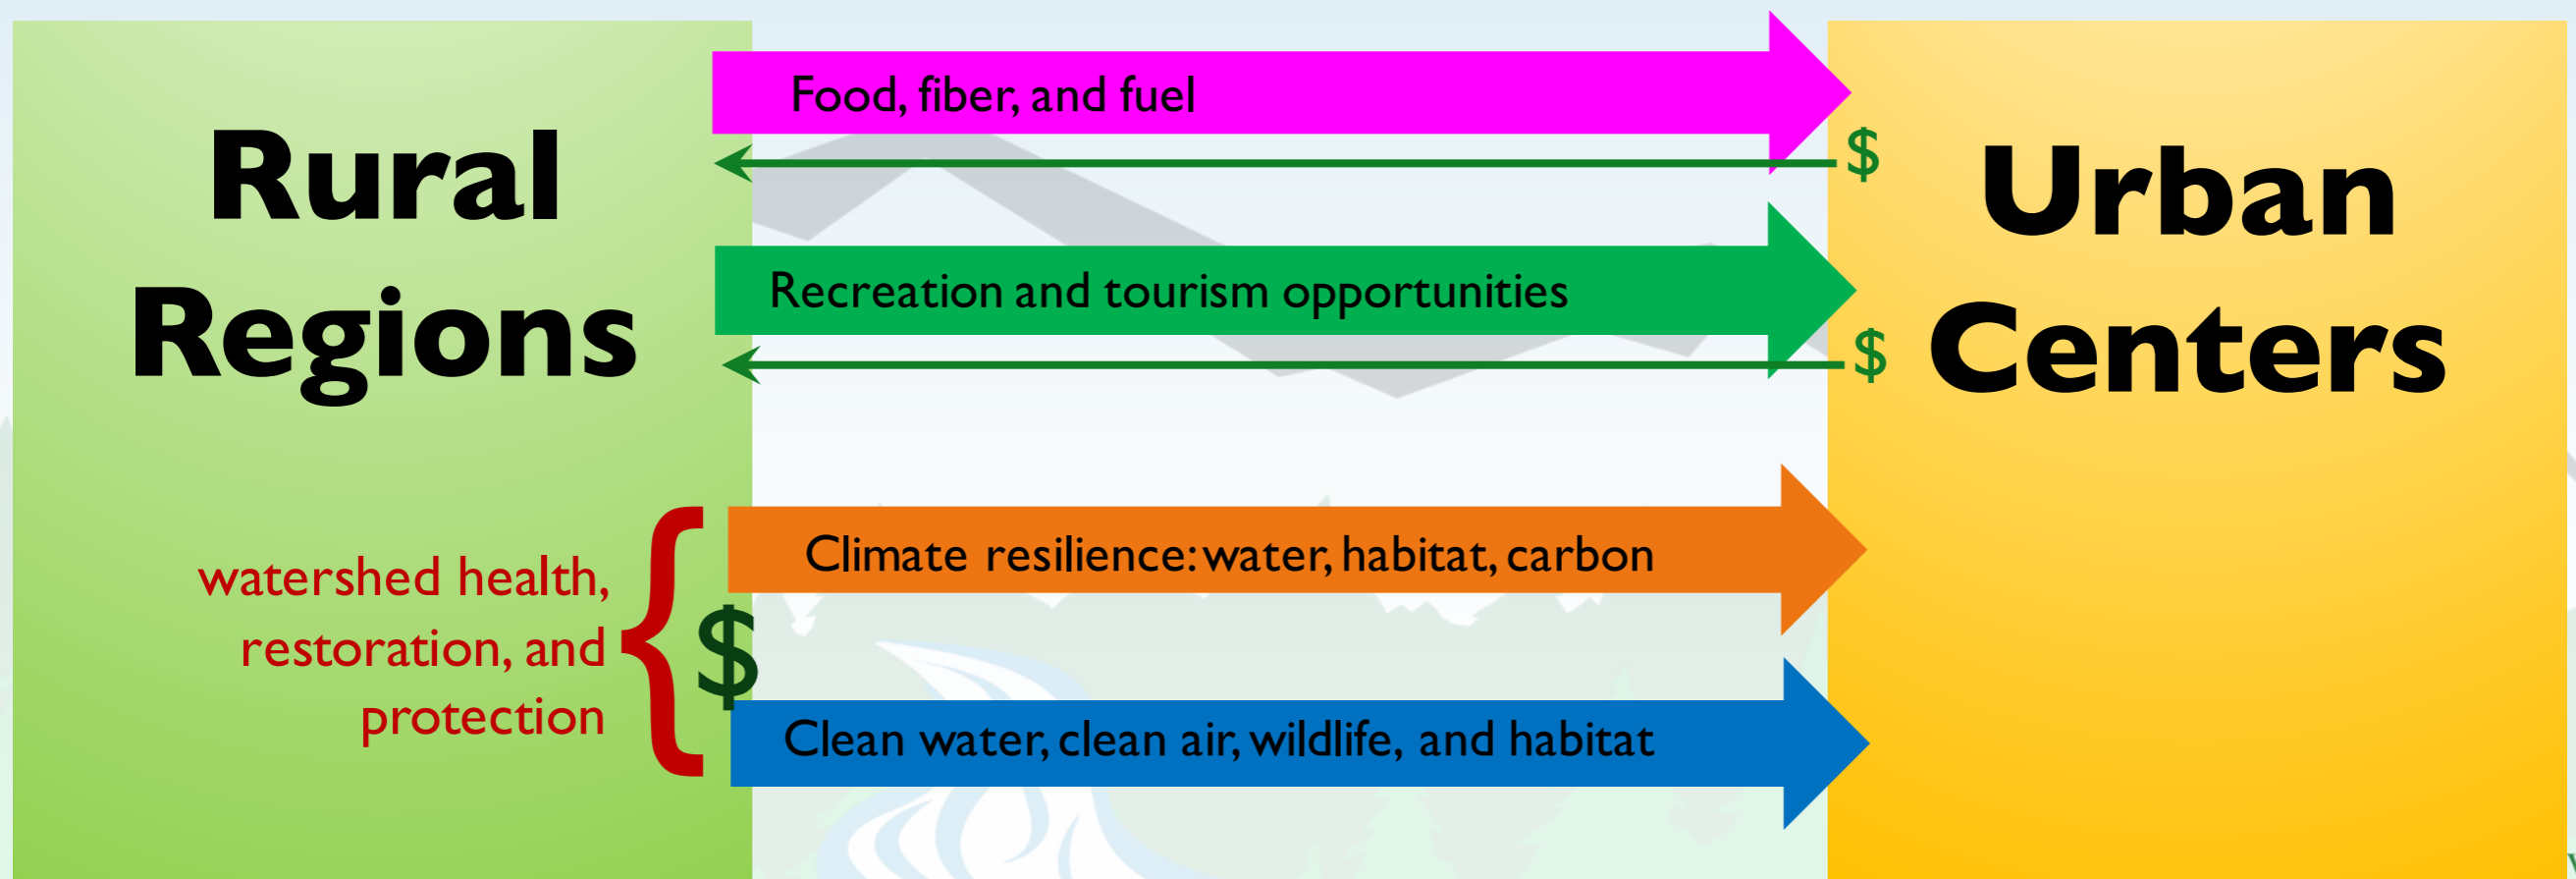 Rural
Regions
Food, fiber, and fuel
$
Recreation and tourism opportunities
$
Urban
Centers
watershed health,
restoration, and
protection
{
$
Climate resilience: water, habitat, carbon
Clean water, clean air, wildlife, and habitat